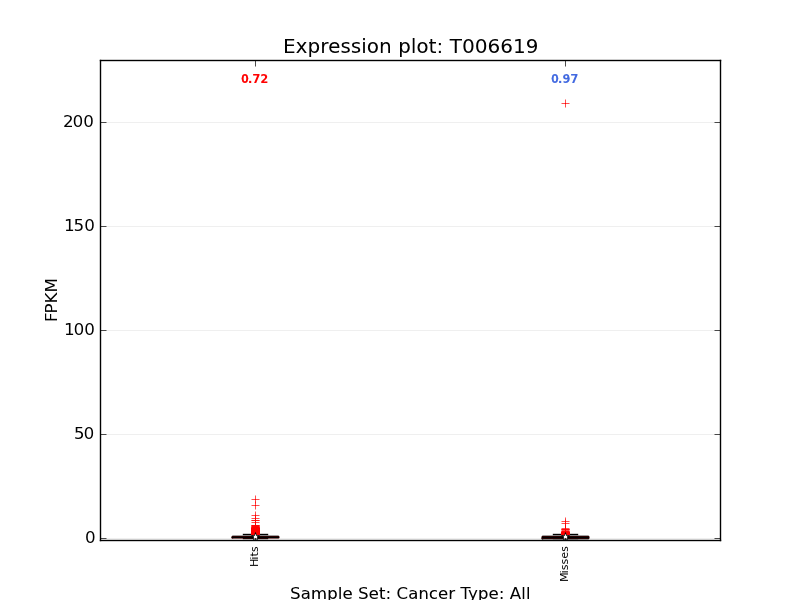 Expression plot: T006619
0.72
0.97
200
150
100
50
0
FPKM
Hits
Misses
Sample Set: Cancer Type: All